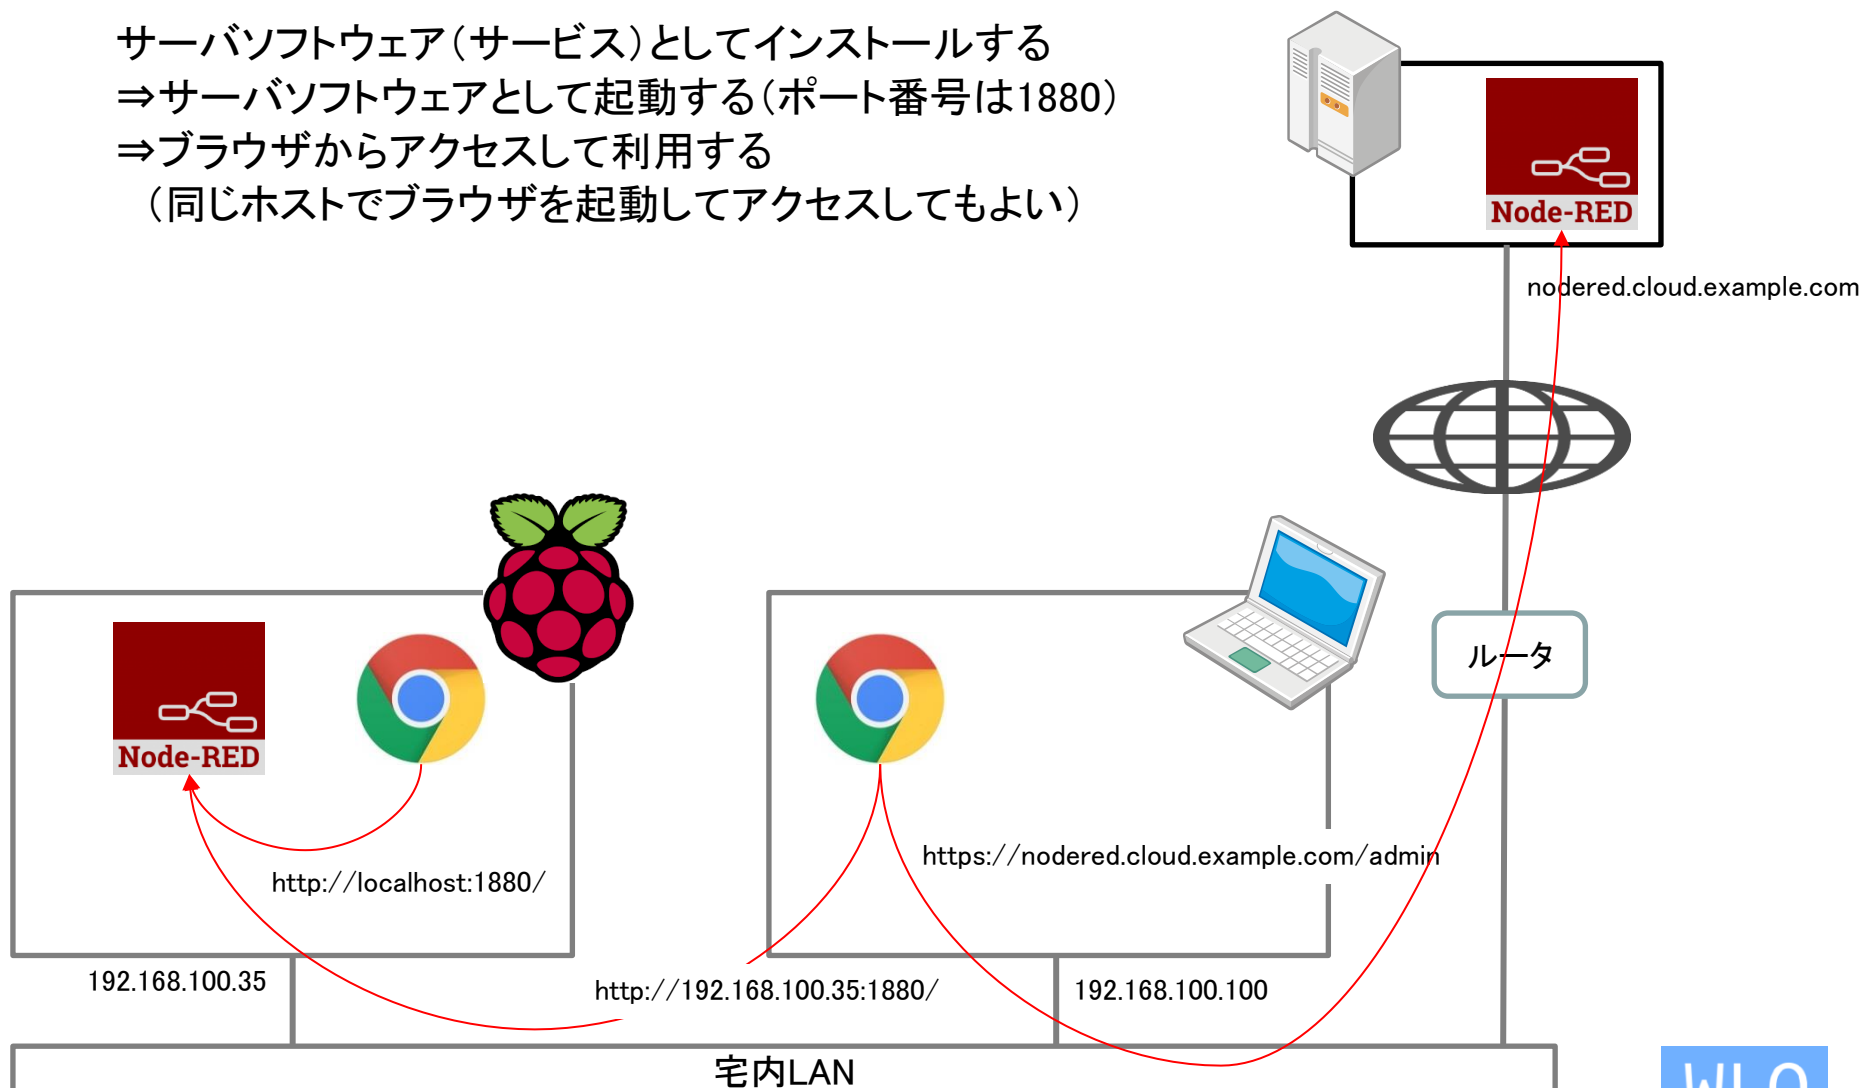 サーバソフトウェア（サービス）としてインストールする
⇒サーバソフトウェアとして起動する（ポート番号は1880）
⇒ブラウザからアクセスして利用する
（同じホストでブラウザを起動してアクセスしてもよい）
Node-RED
nodered.cloud.example.com
ルータ
Node-RED
https://nodered.cloud.example.com/admin
http://localhost:1880/
192.168.100.35
http://192.168.100.35:1880/
192.168.100.100
宅内LAN